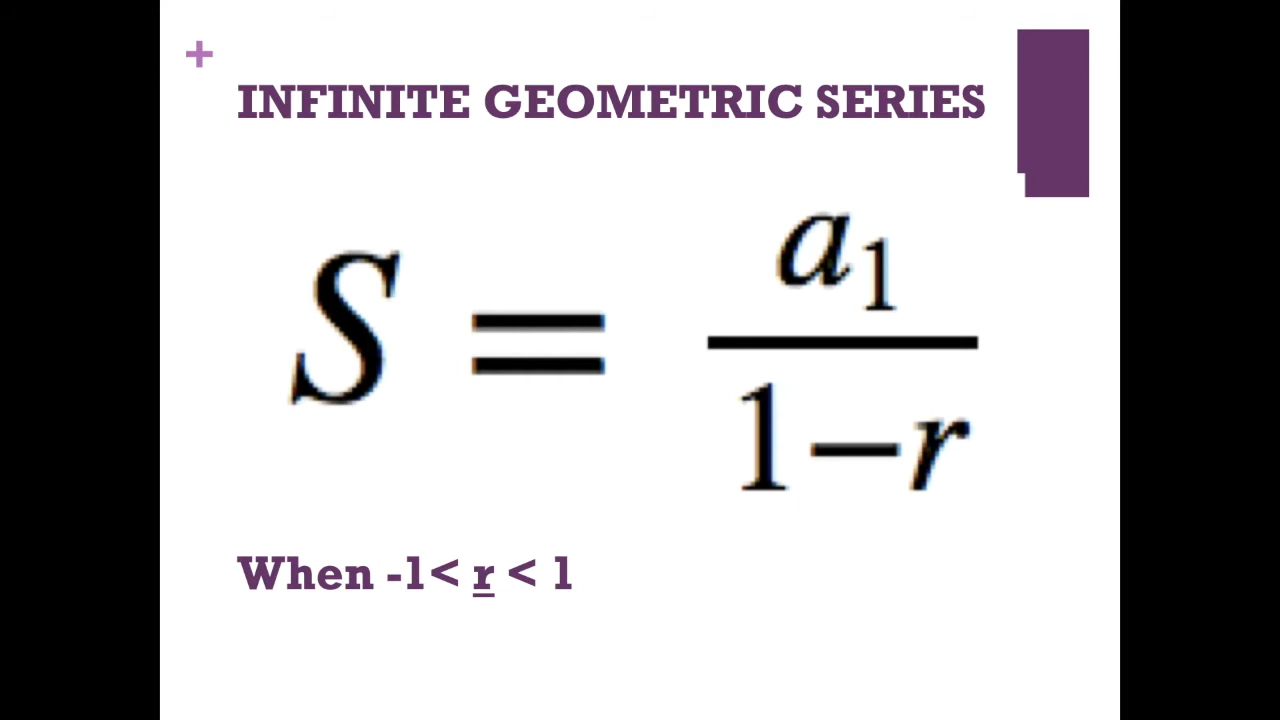 +
INFINITE GEOMETRIC SERIES
S = a₁ / 1−r
When -1< r < 1